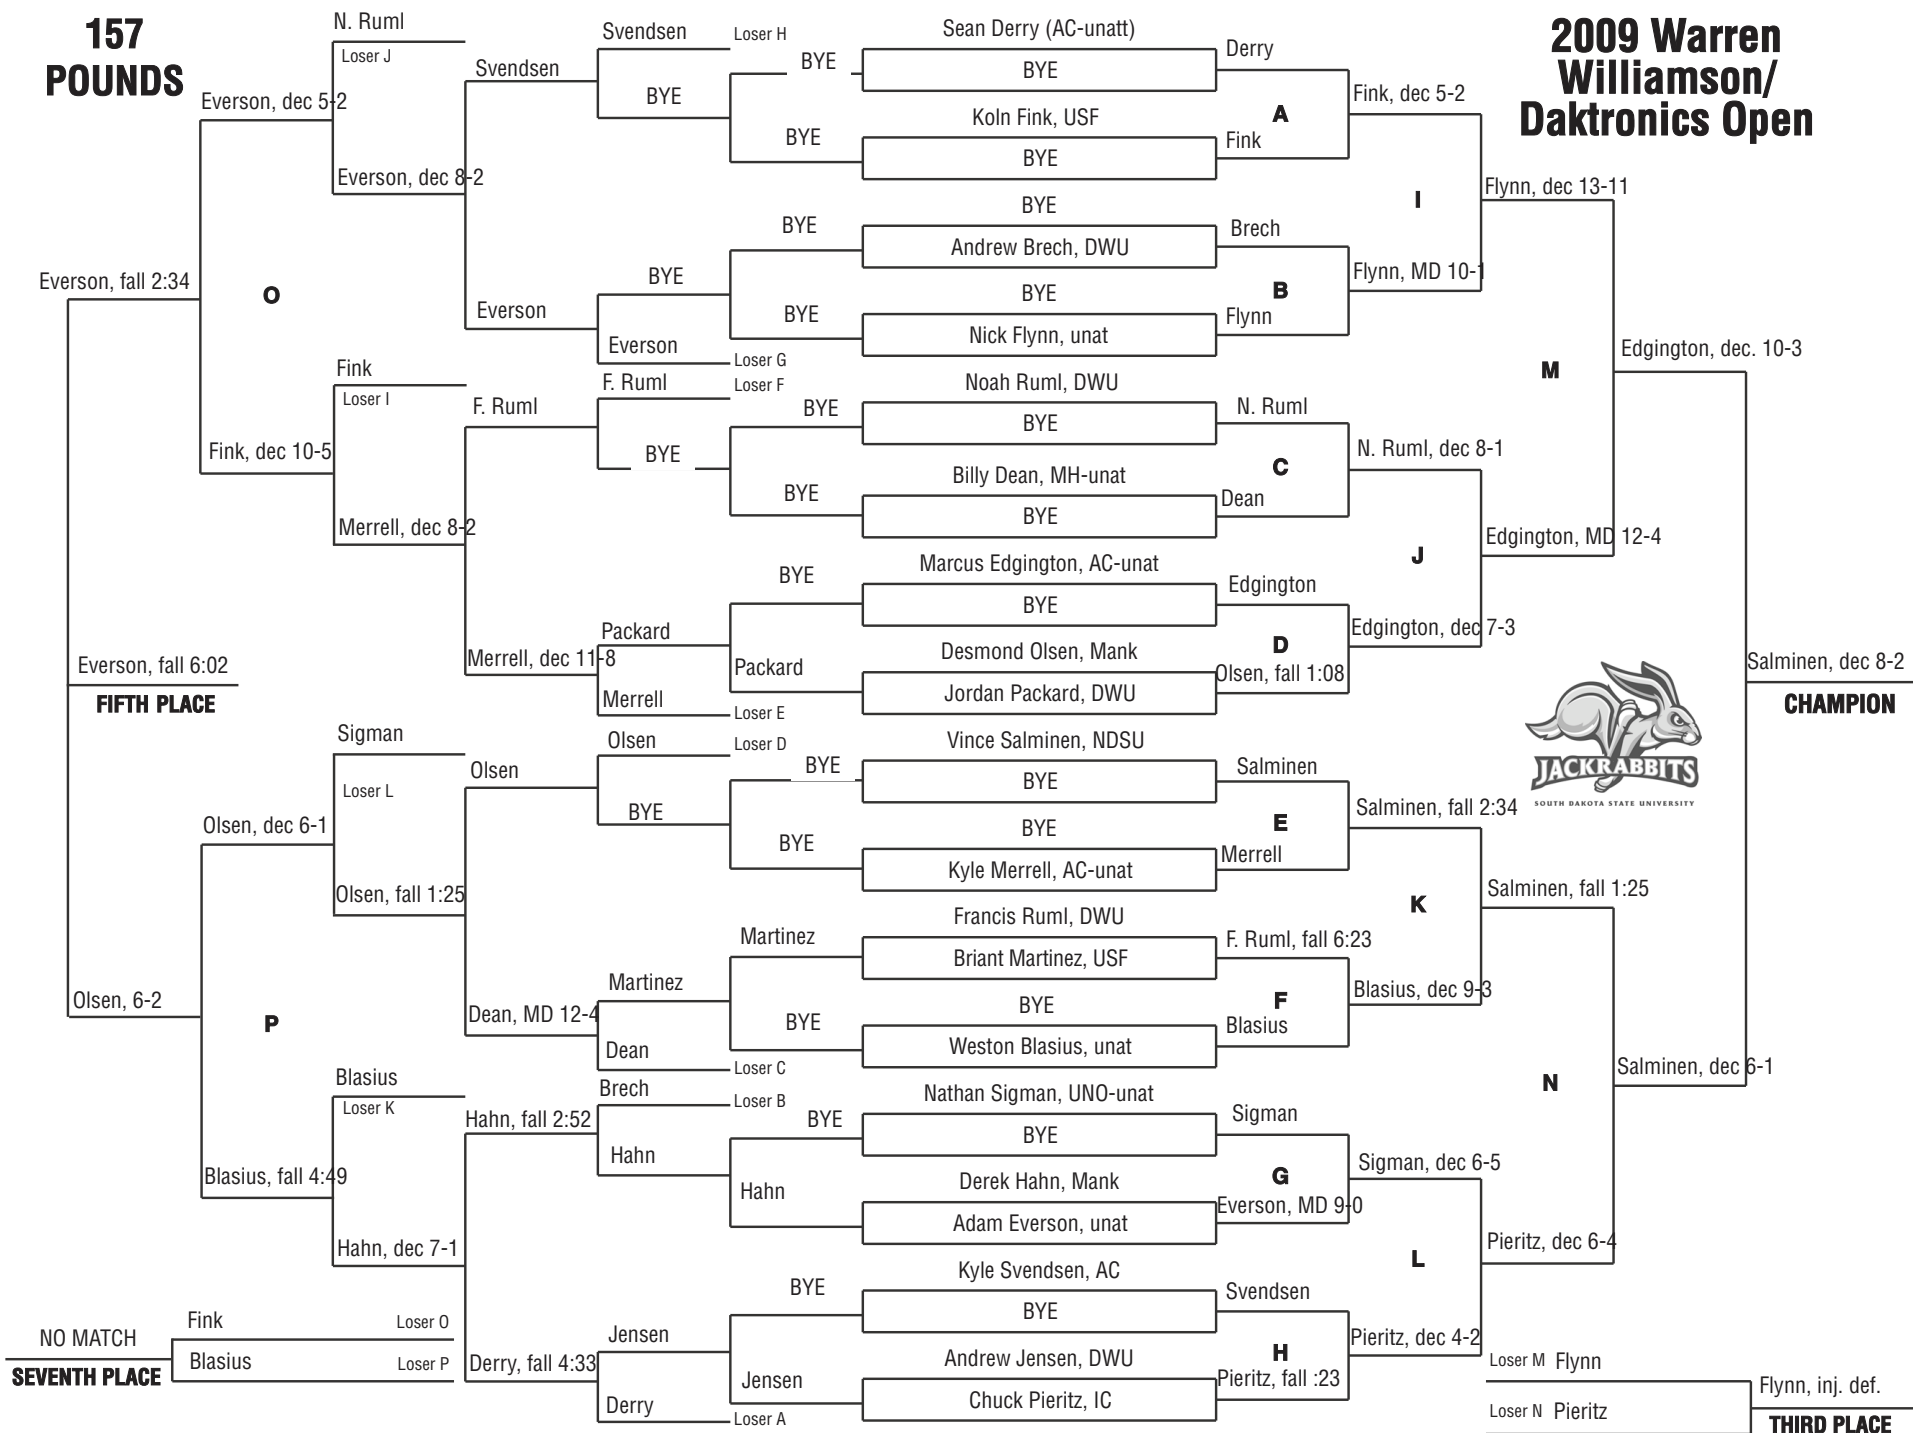 157
POUNDS
2009 Warren
Williamson/
Daktronics Open
N. Ruml
Loser J
Everson, dec 5-2
Everson, dec 8-2
Everson, fall 2:34
O
Fink
Loser I
Fink, dec 10-5
Merrell, dec 8-2
Everson, fall 6:02
FIFTH PLACE
Sigman
Loser L
Olsen, dec 6-1
Olsen, fall 1:25
Olsen, 6-2
P
Blasius
Loser K
Blasius, fall 4:49
Hahn, dec 7-1
Fink
Loser O
NO MATCH
Blasius
Loser P
SEVENTH PLACE
Svendsen
Svendsen
Loser H
BYE
Everson
BYE
Everson
Loser G
F. Ruml
F. Ruml
Loser F
BYE
Merrell, dec 11-8
Packard
Merrell
Loser E
Olsen
Olsen
Loser D
BYE
Dean, MD 12-4
Martinez
Dean
Loser C
Hahn, fall 2:52
Brech
Loser B
Hahn
Derry, fall 4:33
Jensen
Derry
Loser A
BYE
BYE
BYE
BYE
BYE
BYE
BYE
Packard
BYE
BYE
Martinez
BYE
BYE
Hahn
BYE
Jensen
Sean Derry (AC-unatt)
BYE
Koln Fink, USF
BYE
BYE
Andrew Brech, DWU
BYE
Nick Flynn, unat
Noah Ruml, DWU
BYE
Billy Dean, MH-unat
BYE
Marcus Edgington, AC-unat
BYE
Desmond Olsen, Mank
Jordan Packard, DWU
Vince Salminen, NDSU
BYE
BYE
Kyle Merrell, AC-unat
Francis Ruml, DWU
Briant Martinez, USF
BYE
Weston Blasius, unat
Nathan Sigman, UNO-unat
BYE
Derek Hahn, Mank
Adam Everson, unat
Kyle Svendsen, AC
BYE
Andrew Jensen, DWU
Chuck Pieritz, IC
Derry
A
Fink
Brech
B
Flynn
N. Ruml
C
Dean
Edgington
D
Olsen, fall 1:08
Salminen
E
Merrell
F. Ruml, fall 6:23
F
Blasius
Sigman
G
Everson, MD 9-0
Svendsen
H
Pieritz, fall :23
Fink, dec 5-2
I
Flynn, MD 10-1
N. Ruml, dec 8-1
J
Edgington, dec 7-3
Salminen, fall 2:34
K
Blasius, dec 9-3
Sigman, dec 6-5
L
Pieritz, dec 4-2
Flynn, dec 13-11
M
Edgington, MD 12-4
Salminen, fall 1:25
N
Pieritz, dec 6-4
Edgington, dec. 10-3
Salminen, dec 6-1
Salminen, dec 8-2
CHAMPION
JACKRABBITS
SOUTH DAKOTA STATE UNIVERSITY
Loser M Flynn
Flynn, inj. def.
Loser N Pieritz
THIRD PLACE